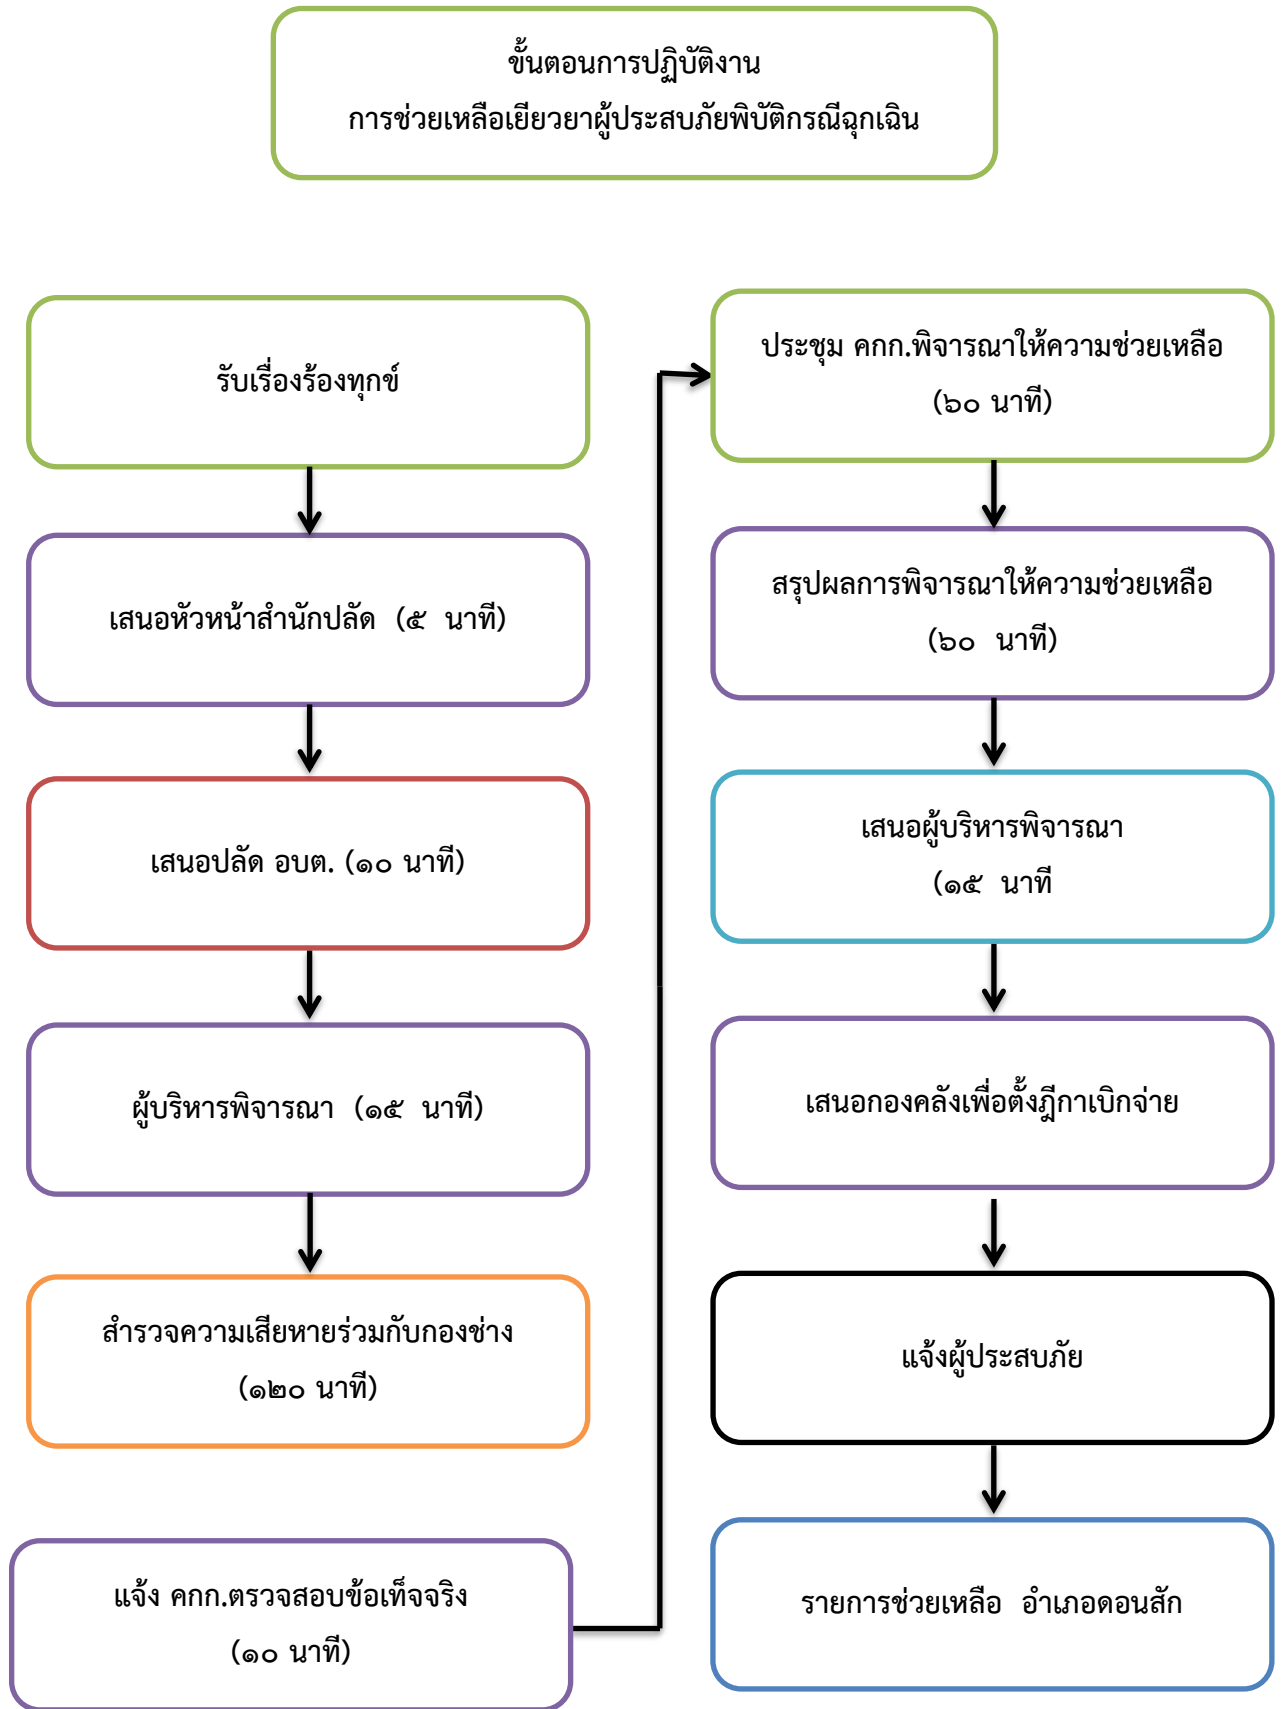 ขั้นตอนการปฏิบัติงาน
การช่วยเหลือเยียวยาผู้ประสบภัยพิบัติกรณีฉุกเฉิน
รับเรื่องร้องทุกข์
เสนอหัวหน้าสำนักปลัด (๕ นาที)
เสนอปลัด อบต. (๑๐ นาที)
ผู้บริหารพิจารณา (๑๕ นาที)
สำรวจความเสียหายร่วมกับกองช่าง
(๑๒๐ นาที)
แจ้ง คกก.ตรวจสอบข้อเท็จจริง
(๑๐ นาที)
ประชุม คกก.พิจารณาให้ความช่วยเหลือ
(๖๐ นาที)
สรุปผลการพิจารณาให้ความช่วยเหลือ
(๖๐ นาที)
เสนอผู้บริหารพิจารณา
(๑๕ นาที
เสนอกองคลังเพื่อตั้งฎีกาเบิกจ่าย
แจ้งผู้ประสบภัย
รายการช่วยเหลือ อำเภอดอนสัก